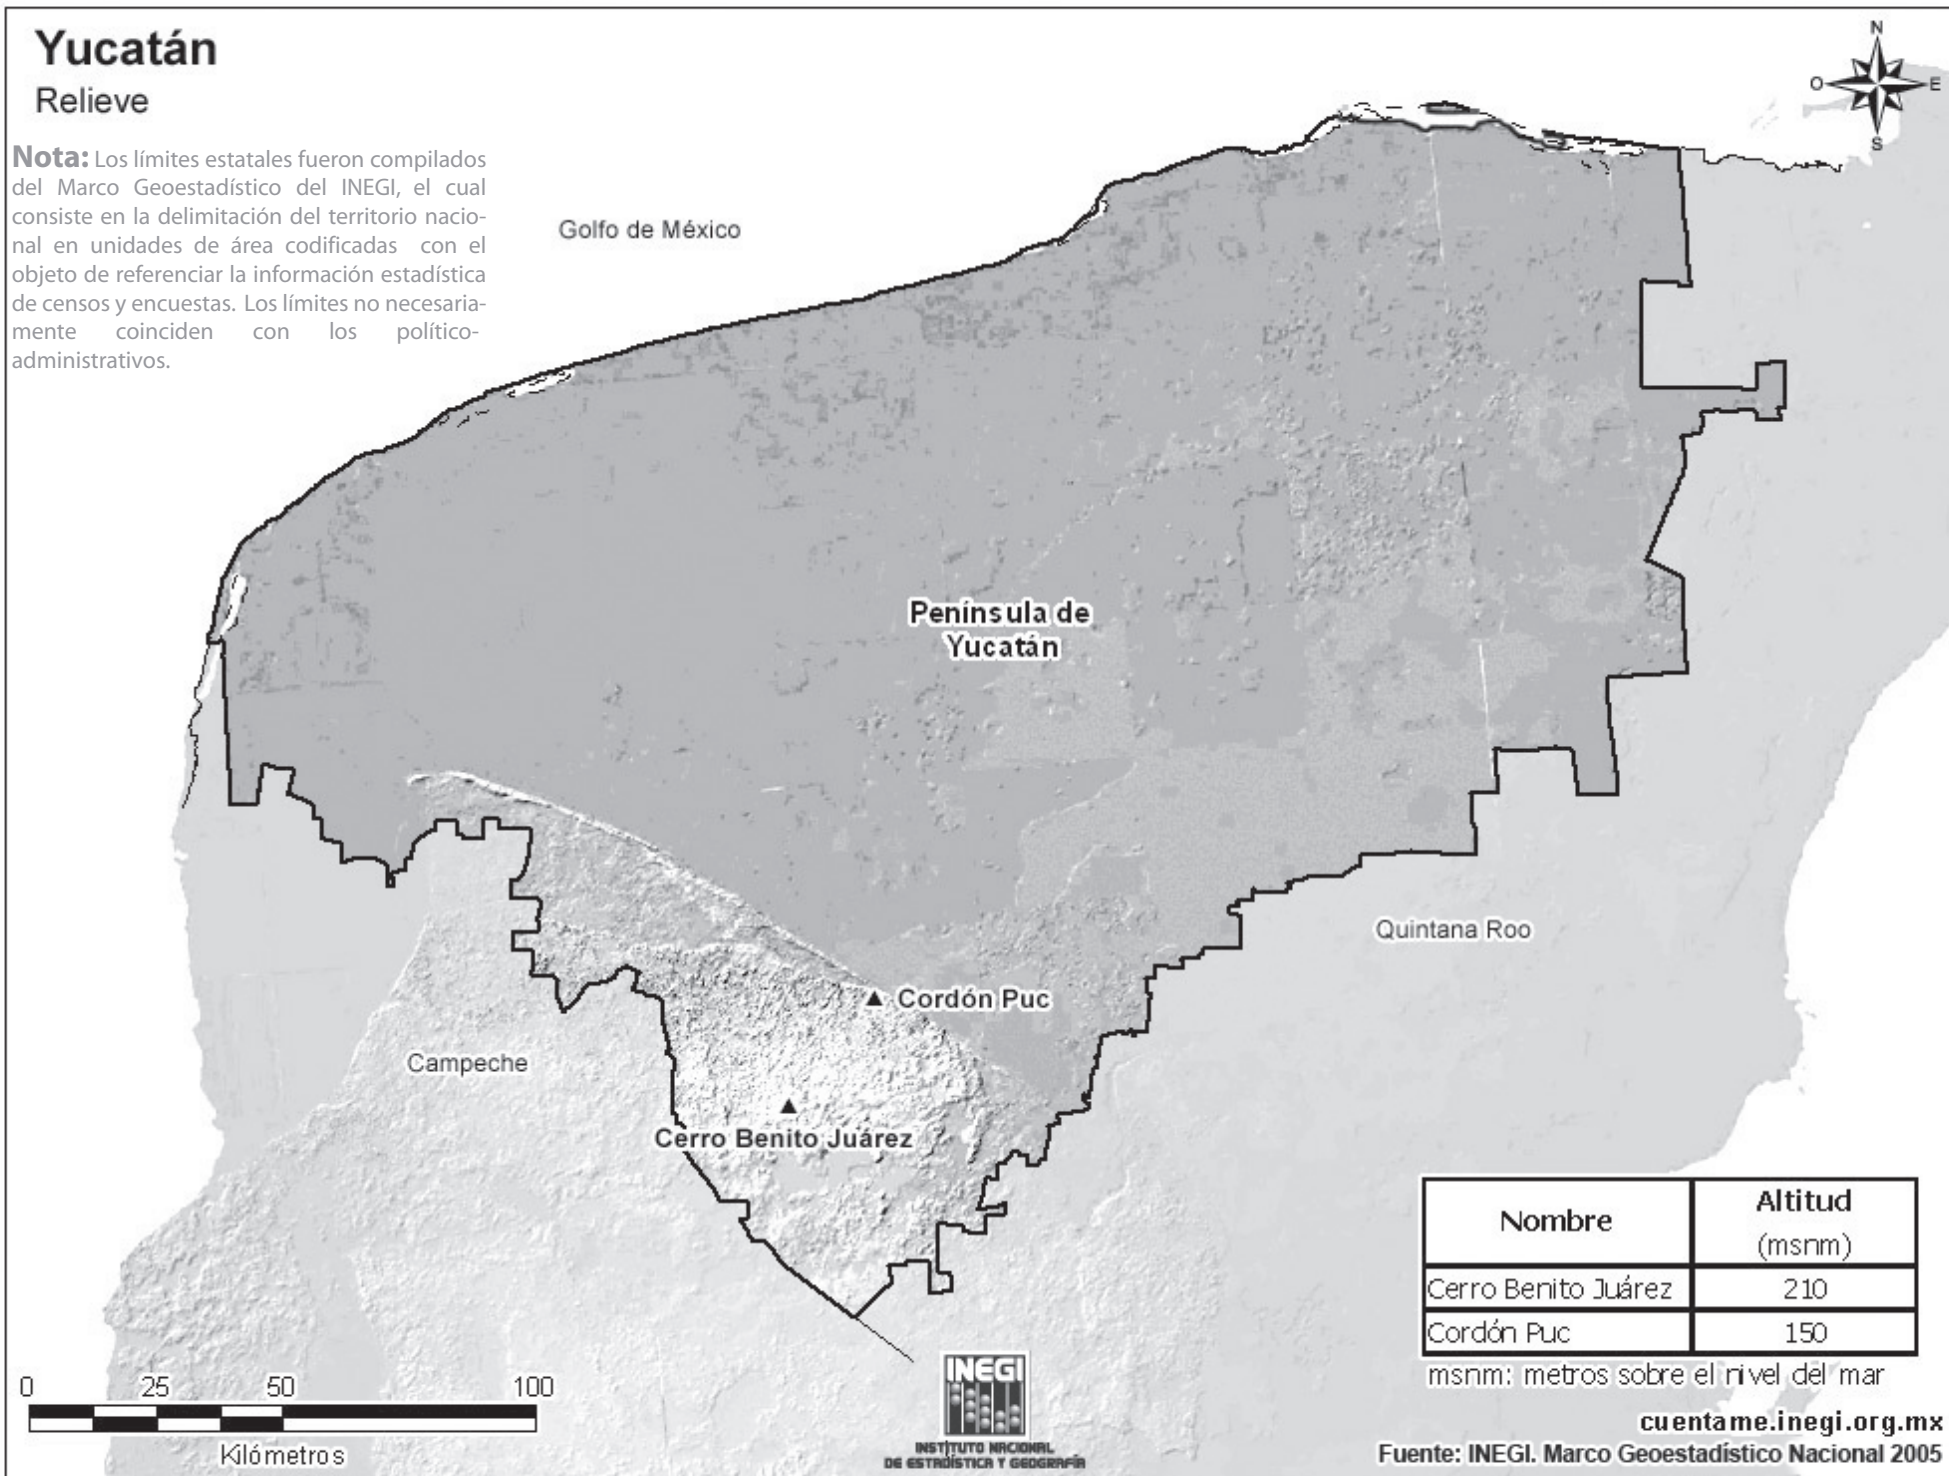 Yucatán
Relieve
Nota: Los límites estatales fueron compilados
del Marco Geoestadístico del INEGI, el cual
consiste en la delimitación del territorio nacio-
nal en unidades de área codificadas con el
objeto de referenciar la información estadística
de censos y encuestas. Los límites no necesaria-
mente coinciden con los político-
administrativos.
N
O E
S
Golfo de México
Península de
Yucatán
Quintana Roo
Cordón Puc
Campeche
Cerro Benito Juárez
Nombre Altitud
(msnm)
Cerro Benito Juárez 210
Cordón Puc 150
msnm: metros sobre el nivel del mar
0 25 50 100
Kilómetros
INEGI
INSTITUTO NACIONAL
DE ESTADÍSTICA Y GEOGRAFÍA
cuentame.inegi.org.mx
Fuente: INEGI. Marco Geoestadístico Nacional 2005